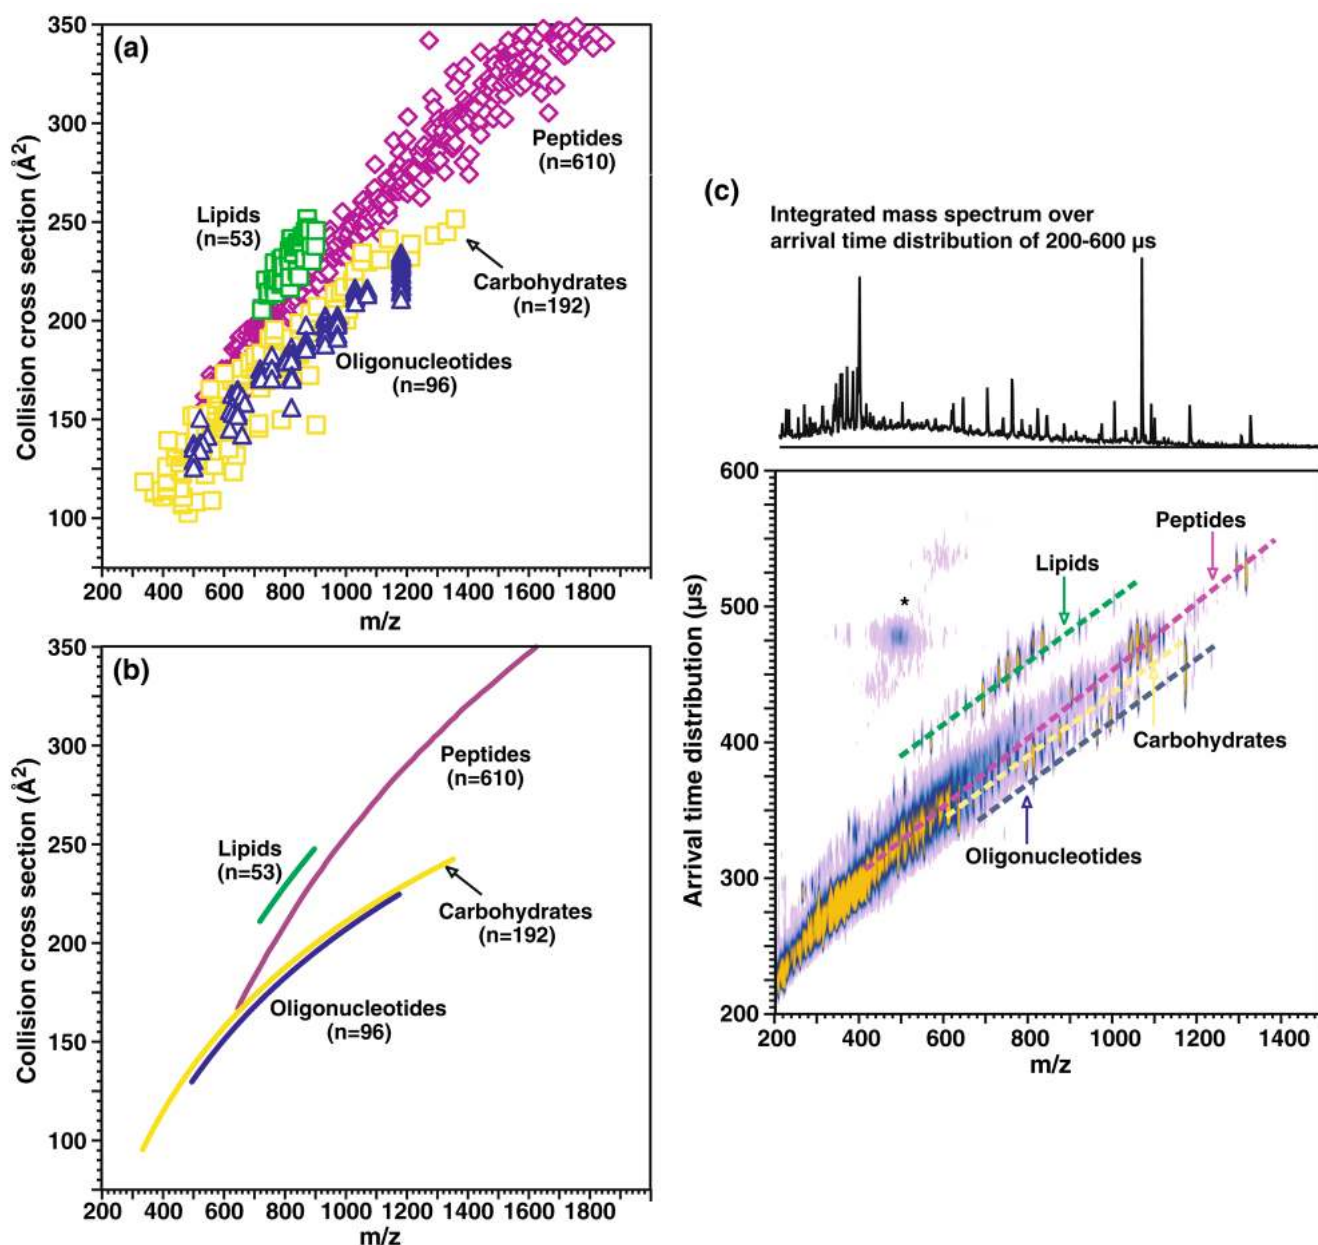 (a)
Collision cross section (Å²)
350
300
250
200
150
100
Lipids
(n=53)
Peptides
(n=610)
Carbohydrates
(n=192)
Oligonucleotides
(n=96)
200 400 600 800 1000 1200 1400 1600 1800
m/z
(b)
Collision cross section (Å²)
350
300
250
200
150
100
Peptides
(n=610)
Lipids
(n=53)
Carbohydrates
(n=192)
Oligonucleotides
(n=96)
200 400 600 800 1000 1200 1400 1600 1800
m/z
(c)
Integrated mass spectrum over
arrival time distribution of 200-600 µs
Arrival time distribution (µs)
600
500
400
300
200
Peptides
Lipids
*
Carbohydrates
Oligonucleotides
200 400 600 800 1000 1200 1400
m/z